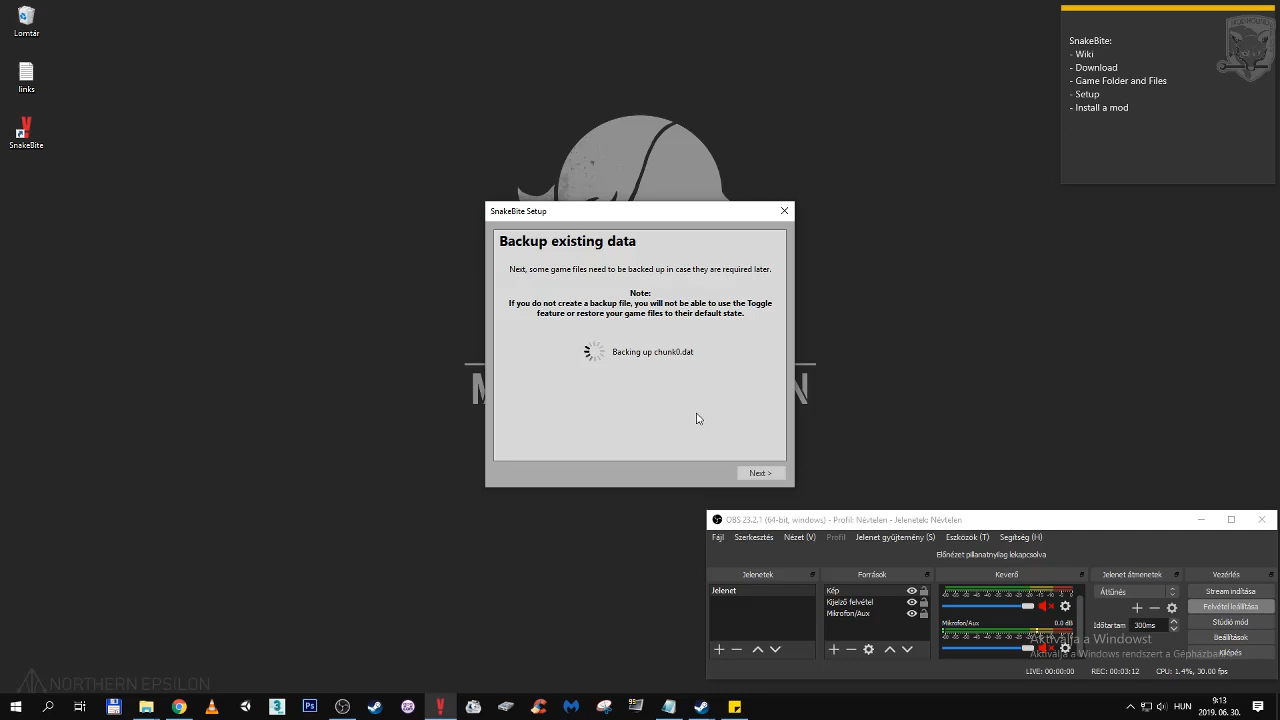 Lomtár
links
SnakeBite
SnakeBite:
- Wiki
- Download
- Game Folder and Files
- Setup
- Install a mod
SnakeBite Setup
Backup existing data
Next, some game files need to be backed up in case they are required later.
Note:
If you do not create a backup file, you will not be able to use the Toggle
feature or restore your game files to their default state.
Backing up chunk0.dat
Next >
OBS 23.2.1 (64-bit, windows) - Profil: Névtelen - Jelenetek: Névtelen
Fájl Szerkesztés Nézet (V) Profil Jelenet gyűjtemény (S) Eszközök (T) Segítség (H)
Előnézet pillanatnyilag lekapcsolva
Jelenetek Források Keverő Jelenet átmenetek Vezérlés
Jelenet
Kép
Kijelző felvétel
Mikrofon/Aux
Mikrofon/Aux 0.0 dB
Áttűnés
Időtartam 300ms
Stream indítása
Felvétel leállítása
Stúdió mód
Beállítások
Kilépés
Aktiválja a Windowst
Aktiválja a Windows rendszert a Gépházban
LIVE: 00:00:00 REC: 00:03:12 CPU: 1.4%, 30.00 fps
NORTHERN EPSILON
HUN
9:13
2019. 06. 30.